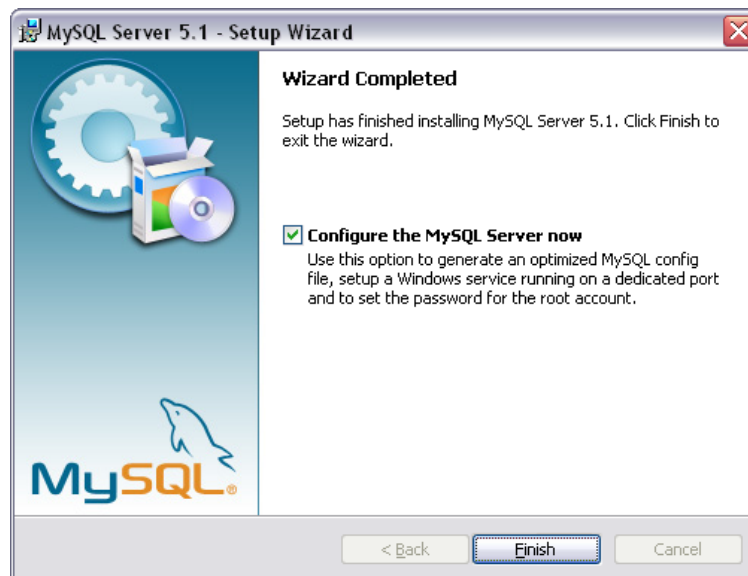 MySQL Server 5.1 - Setup Wizard
Wizard Completed
Setup has finished installing MySQL Server 5.1. Click Finish to
exit the wizard.
Configure the MySQL Server now
Use this option to generate an optimized MySQL config
file, setup a Windows service running on a dedicated port
and to set the password for the root account.
MySQL®
< Back
Finish
Cancel